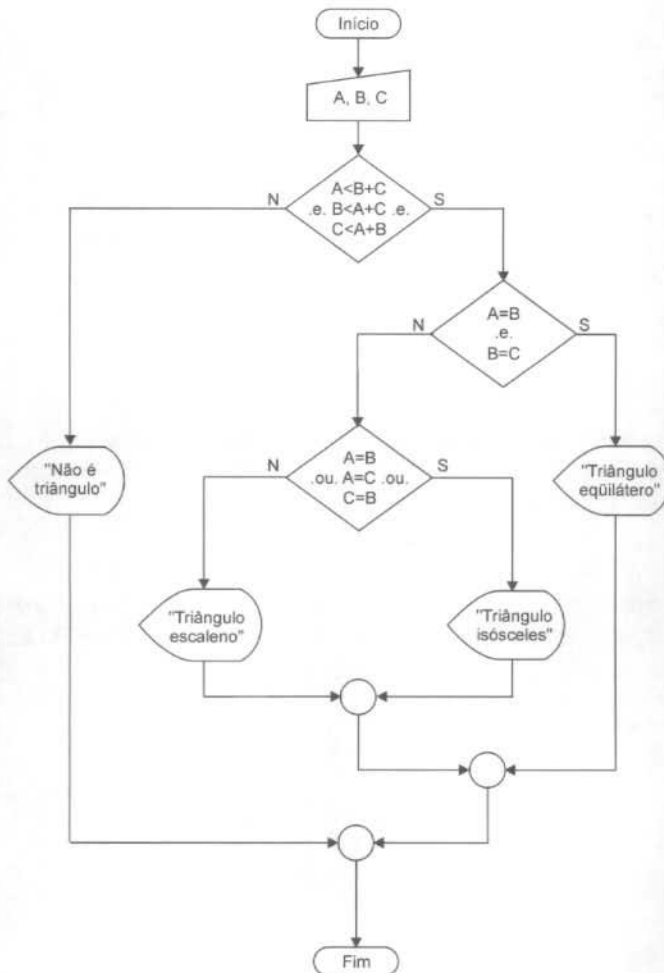 Início
A, B, C
A<B+C
N
S
.e. B<A+C .e.
C<A+B
A=B
N
S
.e.
B=C
"Não é
triângulo"
A=B
N
S
.ou. A=C .ou.
C=B
"Triângulo
eqüilátero"
"Triângulo
escaleno"
"Triângulo
isósceles"
Fim